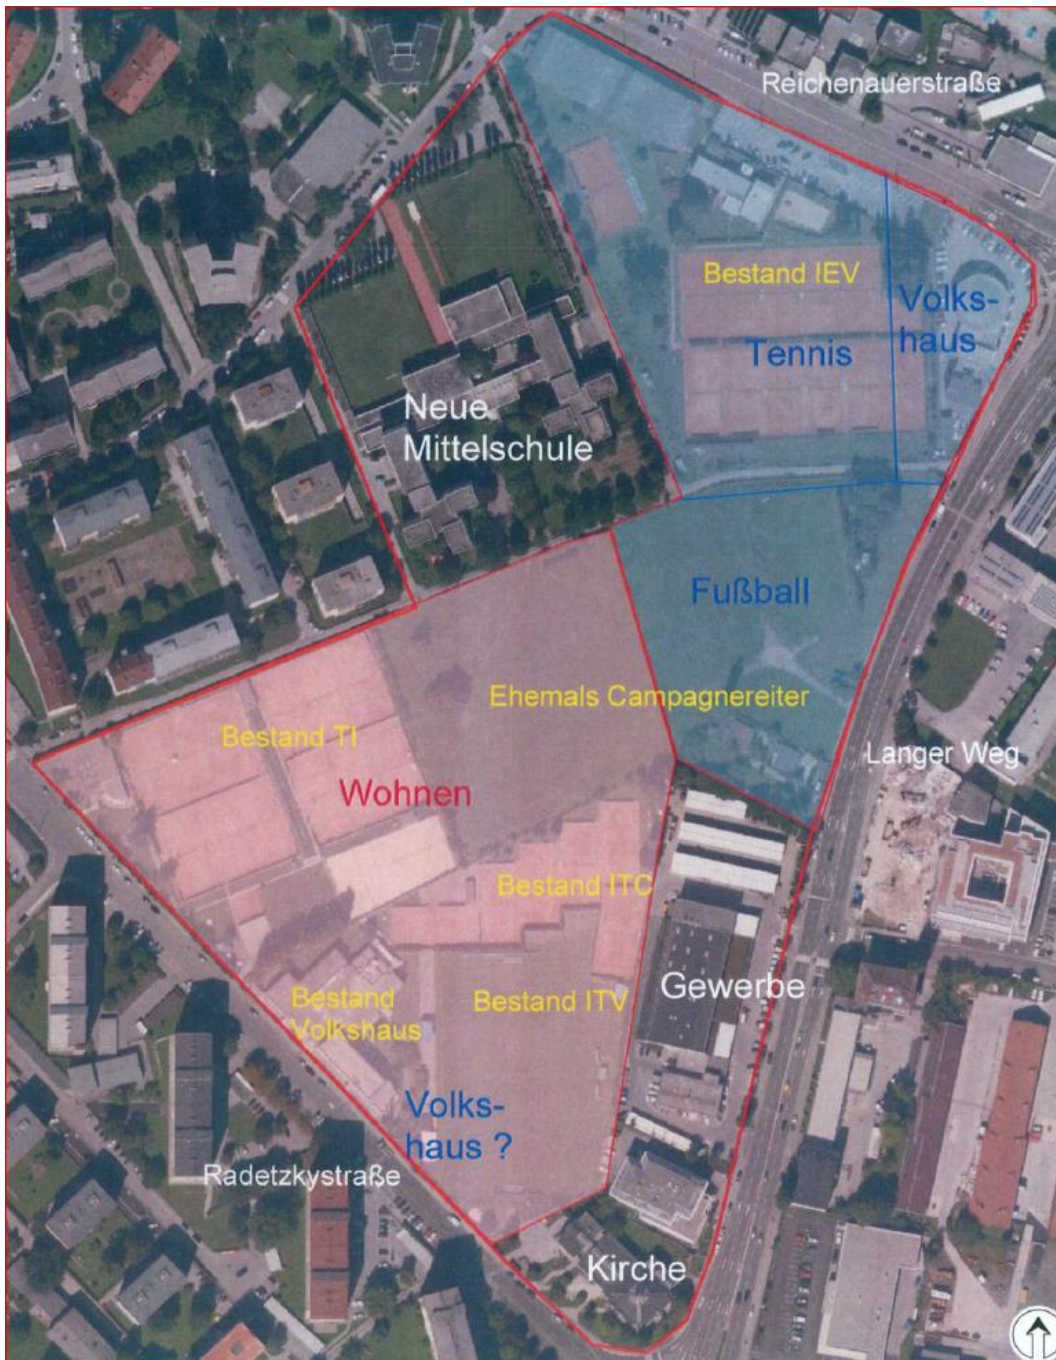 Reichenauerstraße
Bestand IEV
Volks-
haus
Tennis
Neue
Mittelschule
Fußball
Ehemals Campagnereiter
Bestand TI
Langer Weg
Wohnen
Bestand ITC
Gewerbe
Bestand
Volkshaus
Bestand ITV
Volks-
haus ?
Radetzkystraße
Kirche